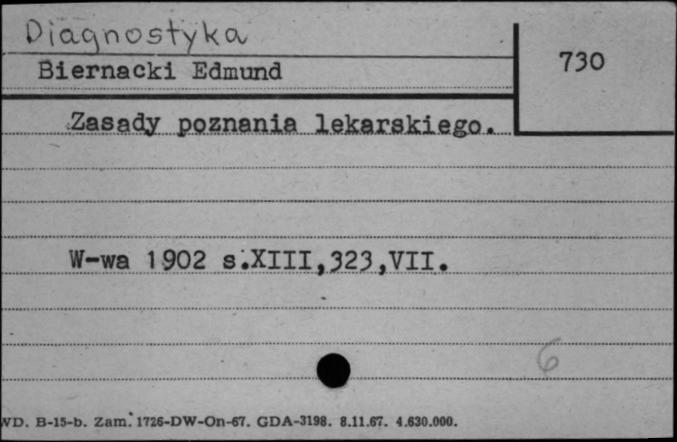 Diagnostyka
Biernacki Edmund
730
Zasady poznania lekarskiego.
W-wa 1902 s.XIII,323,VII.
6
WD. B-15-b. Zam. 1726-DW-On-67. GDA-3198. 8.11.67. 4.630.000.